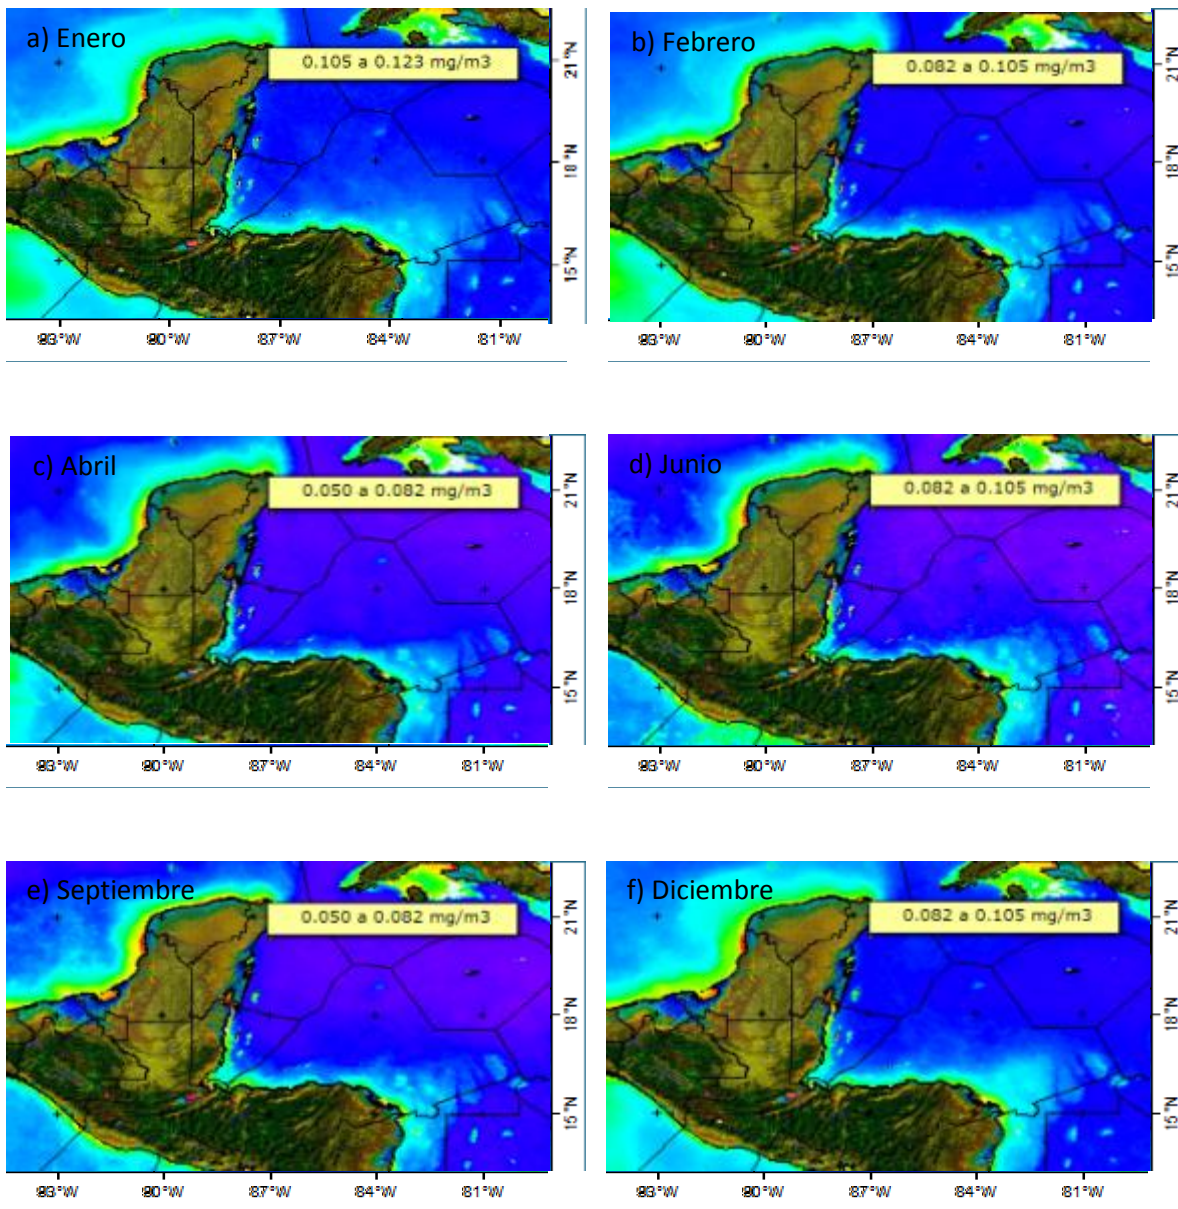 a) Enero
0.105 a 0.123 mg/m3
21°N
18°N
15°N
93°W 90°W 87°W 84°W 81°W
b) Febrero
0.082 a 0.105 mg/m3
21°N
18°N
15°N
93°W 90°W 87°W 84°W 81°W
c) Abril
0.050 a 0.082 mg/m3
21°N
18°N
15°N
93°W 90°W 87°W 84°W 81°W
d) Junio
0.082 a 0.105 mg/m3
21°N
18°N
15°N
93°W 90°W 87°W 84°W 81°W
e) Septiembre
0.050 a 0.082 mg/m3
21°N
18°N
15°N
93°W 90°W 87°W 84°W 81°W
f) Diciembre
0.082 a 0.105 mg/m3
21°N
18°N
15°N
93°W 90°W 87°W 84°W 81°W